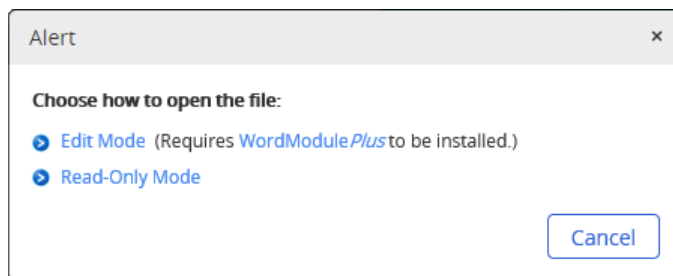 Alert ×
Choose how to open the file:
Edit Mode (Requires WordModulePlus to be installed.)
Read-Only Mode
Cancel